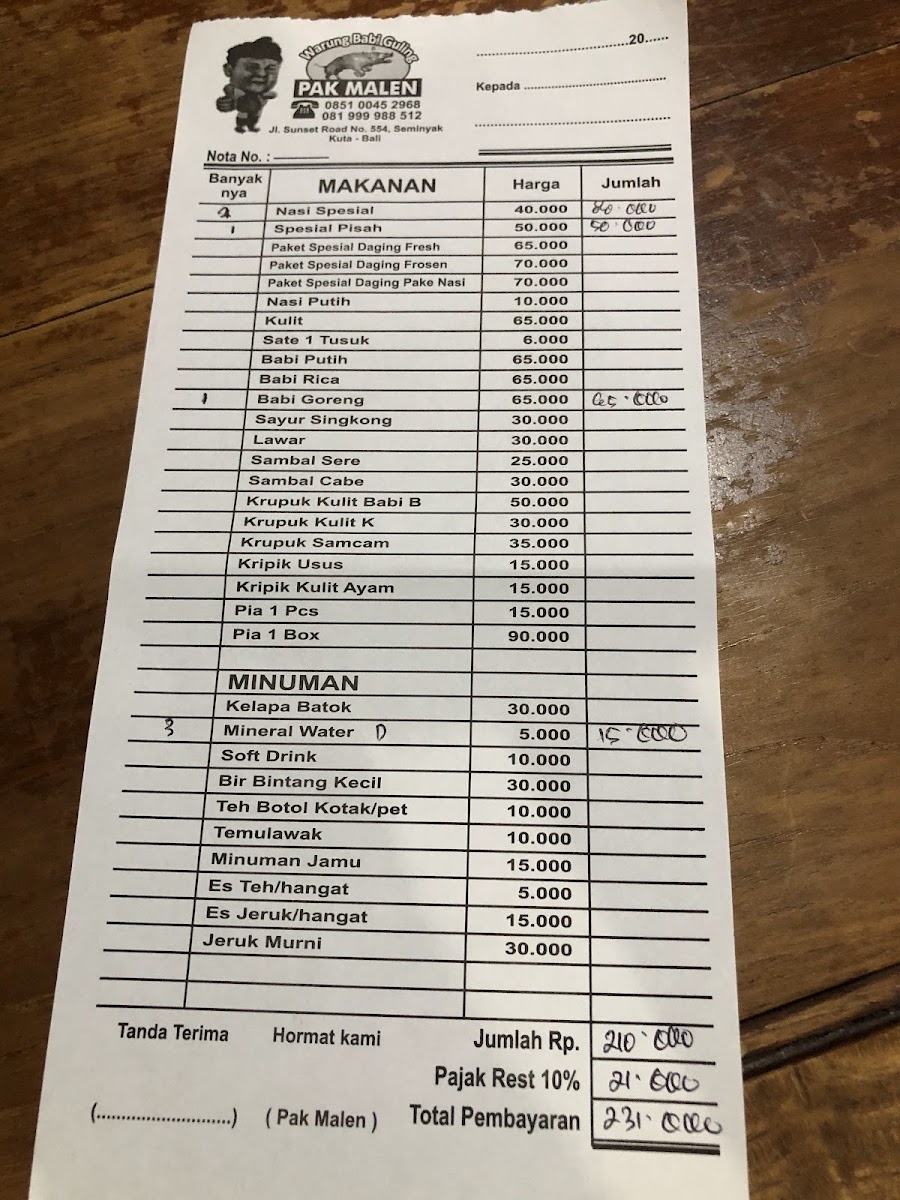 Warung Babi Guling
PAK MALEN
0851 0045 2968
081 999 988 512
Jl. Sunset Road No. 554, Seminyak
Kuta - Bali
....................................20......
Kepada ....................................
Nota No. :
Banyak nya MAKANAN Harga Jumlah
2 Nasi Spesial 40.000 80.000
1 Spesial Pisah 50.000 50.000
Paket Spesial Daging Fresh 65.000
Paket Spesial Daging Frosen 70.000
Paket Spesial Daging Pake Nasi 70.000
Nasi Putih 10.000
Kulit 65.000
Sate 1 Tusuk 6.000
Babi Putih 65.000
Babi Rica 65.000
1 Babi Goreng 65.000 65.000
Sayur Singkong 30.000
Lawar 30.000
Sambal Sere 25.000
Sambal Cabe 30.000
Krupuk Kulit Babi B 50.000
Krupuk Kulit K 30.000
Krupuk Samcam 35.000
Kripik Usus 15.000
Kripik Kulit Ayam 15.000
Pia 1 Pcs 15.000
Pia 1 Box 90.000
MINUMAN
Kelapa Batok 30.000
3 Mineral Water D 5.000 15.000
Soft Drink 10.000
Bir Bintang Kecil 30.000
Teh Botol Kotak/pet 10.000
Temulawak 10.000
Minuman Jamu 15.000
Es Teh/hangat 5.000
Es Jeruk/hangat 15.000
Jeruk Murni 30.000
Tanda Terima Hormat kami Jumlah Rp. 210.000
Pajak Rest 10% 21.000
(..........................) ( Pak Malen ) Total Pembayaran 231.000